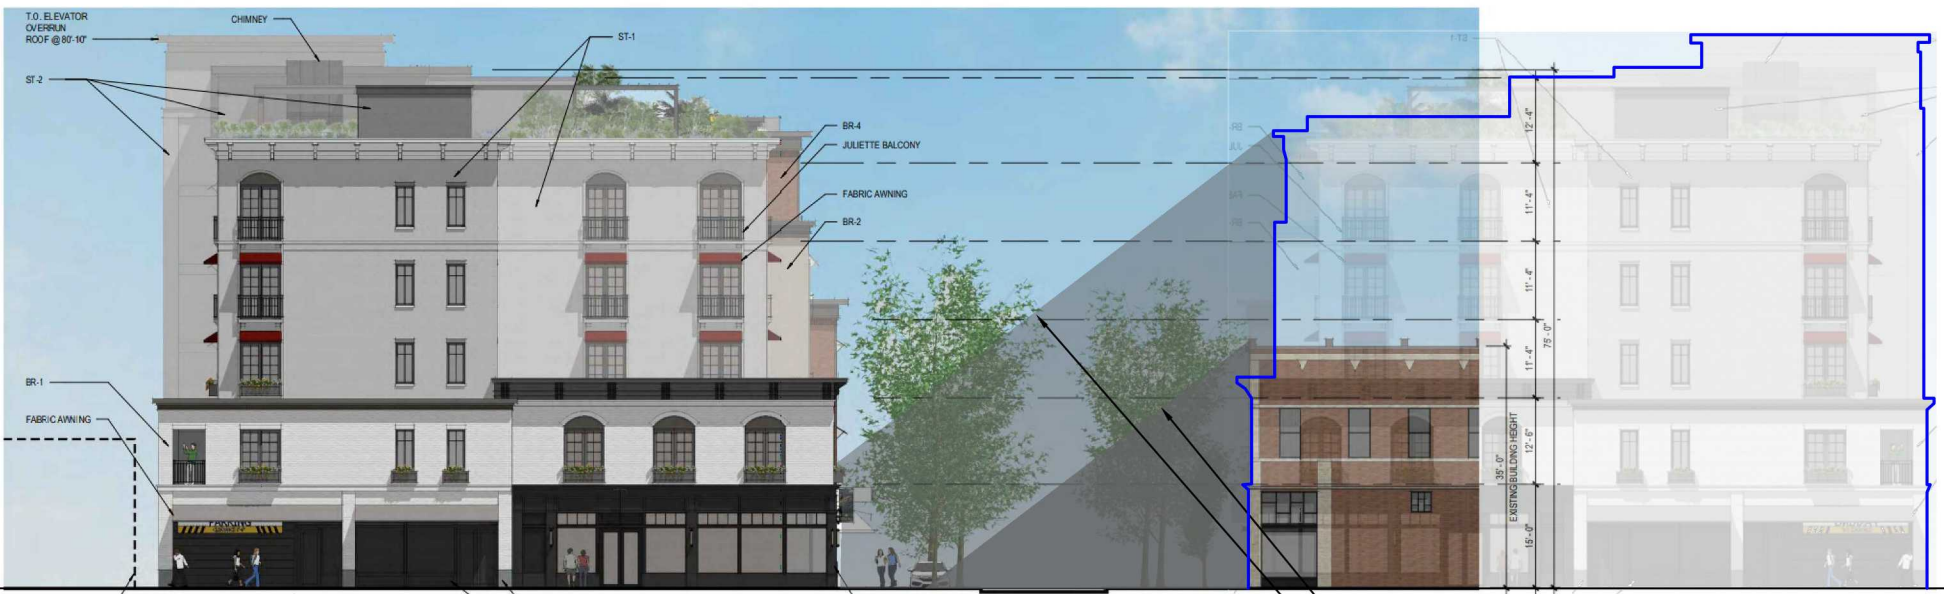 T.O. ELEVATOR
OVERRUN
ROOF @ 80'-10"
CHIMNEY
ST-1
ST-2
BR-4
JULIETTE BALCONY
FABRIC AWNING
BR-2
BR-1
FABRIC AWNING
PARKING
12'-4"
11'-4"
11'-4"
11'-4"
12'-6"
15'-0"
75'-0"
35'-0"
EXISTING BUILDING HEIGHT